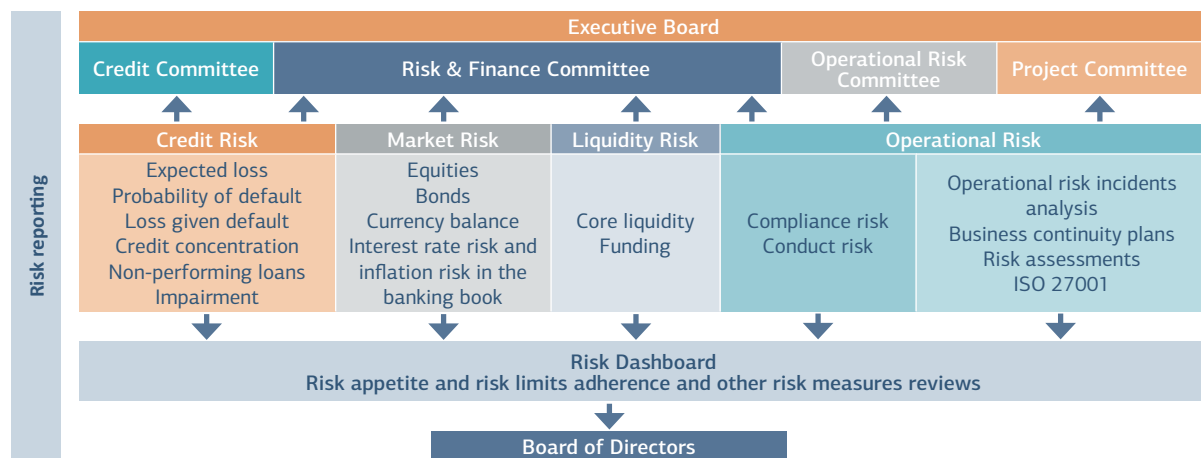 Risk reporting
Executive Board
Credit Committee
Risk & Finance Committee
Operational Risk
Committee
Project Committee
Credit Risk
Expected loss
Probability of default
Loss given default
Credit concentration
Non-performing loans
Impairment
Market Risk
Equities
Bonds
Currency balance
Interest rate risk and
inflation risk in the
banking book
Liquidity Risk
Core liquidity
Funding
Operational Risk
Compliance risk
Conduct risk
Operational risk incidents
analysis
Business continuity plans
Risk assessments
ISO 27001
Risk Dashboard
Risk appetite and risk limits adherence and other risk measures reviews
Board of Directors